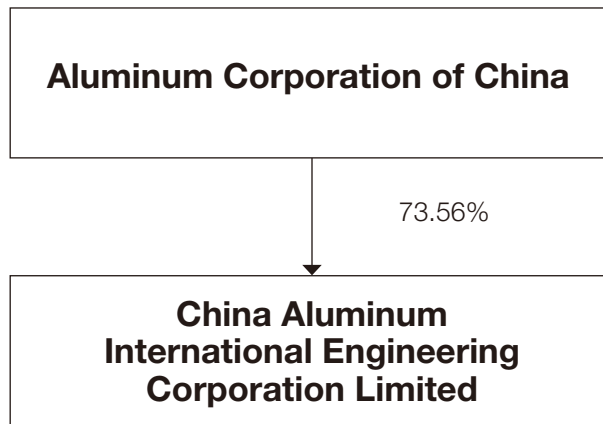 Aluminum Corporation of China
73.56%
China Aluminum
International Engineering
Corporation Limited